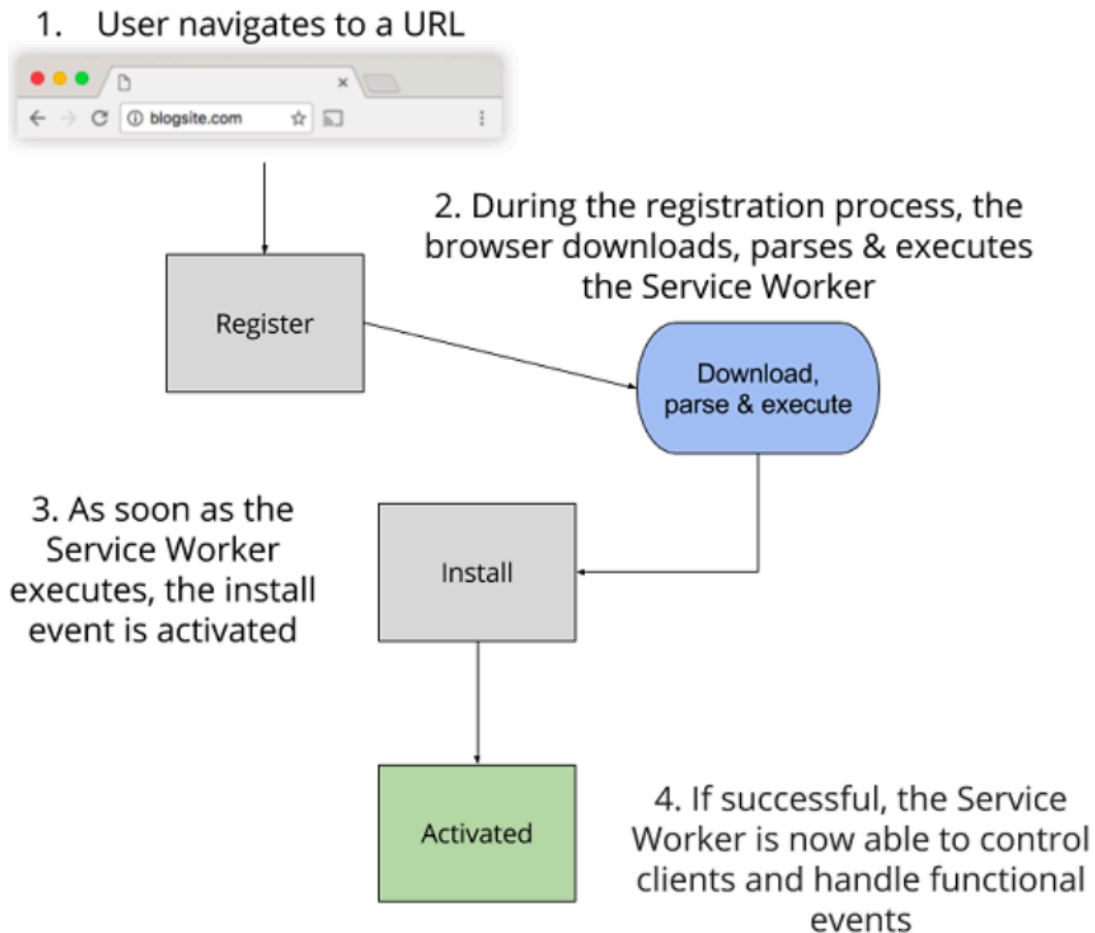 1. User navigates to a URL
blogsite.com
2. During the registration process, the
browser downloads, parses & executes
the Service Worker
Register
Download,
parse & execute
3. As soon as the
Service Worker
executes, the install
event is activated
Install
Activated
4. If successful, the Service
Worker is now able to control
clients and handle functional
events